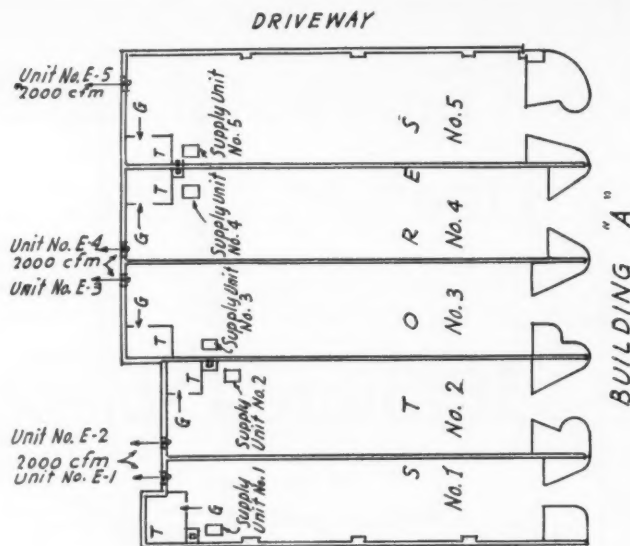 DRIVEWAY
Unit No. E-5
2000 cfm
G
T
Supply Unit
No. 5
S
No. 5
T
G
Supply Unit
No. 4
E
No. 4
R
Unit No. E-4
2000 cfm
Unit No. E-3
G
T
Supply Unit
No. 3
O
No. 3
T
G
Supply
Unit No. 2
T
No. 2
Unit No. E-2
2000 cfm
Unit No. E-1
T
G
Supply
Unit No. 1
S
No. 1
BUILDING "A"